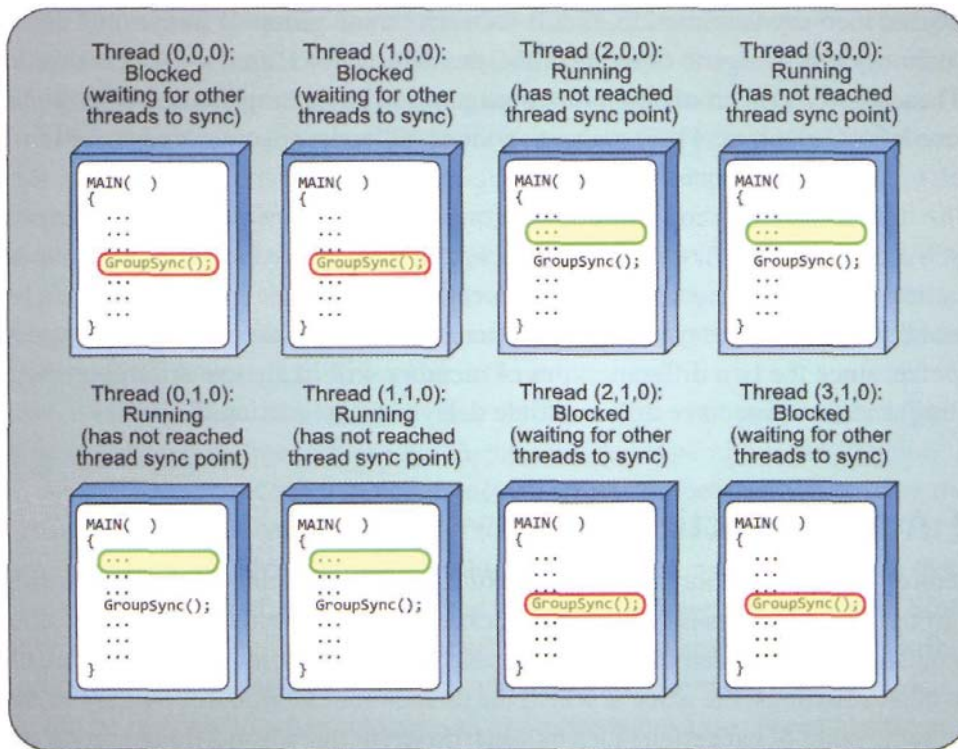 Thread (0,0,0):
Blocked
(waiting for other
threads to sync)
MAIN(  )
{
...
...
...
GroupSync();
...
...
...
}
Thread (1,0,0):
Blocked
(waiting for other
threads to sync)
MAIN(  )
{
...
...
...
GroupSync();
...
...
...
}
Thread (2,0,0):
Running
(has not reached
thread sync point)
MAIN(  )
{
...
...
...
GroupSync();
...
...
...
}
Thread (3,0,0):
Running
(has not reached
thread sync point)
MAIN(  )
{
...
...
...
GroupSync();
...
...
...
}
Thread (0,1,0):
Running
(has not reached
thread sync point)
MAIN(  )
{
...
...
...
GroupSync();
...
...
...
}
Thread (1,1,0):
Running
(has not reached
thread sync point)
MAIN(  )
{
...
...
...
GroupSync();
...
...
...
}
Thread (2,1,0):
Blocked
(waiting for other
threads to sync)
MAIN(  )
{
...
...
...
GroupSync();
...
...
...
}
Thread (3,1,0):
Blocked
(waiting for other
threads to sync)
MAIN(  )
{
...
...
...
GroupSync();
...
...
...
}